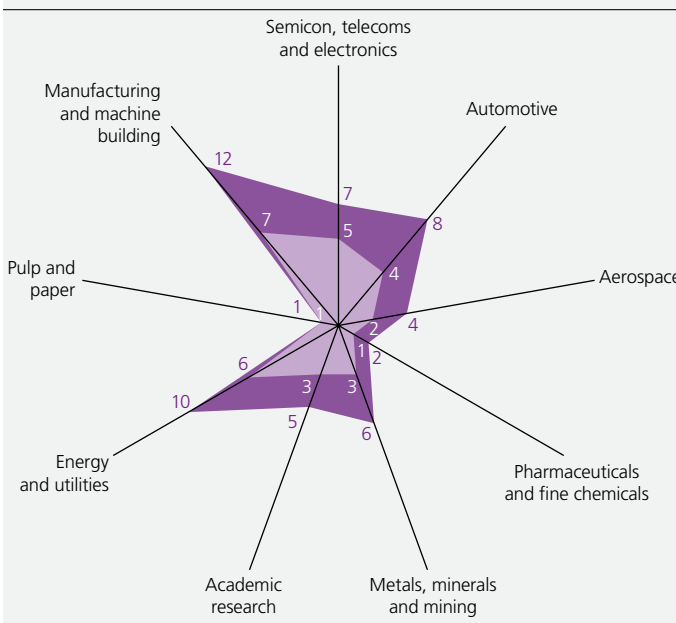 Semicon, telecoms
and electronics
Manufacturing
and machine
building
Automotive
12
7
8
7
5
4
Pulp and
paper
Aerospace
1
1
2
4
1
2
6
10
3
3
5
6
Energy
and utilities
Pharmaceuticals
and fine chemicals
Academic
research
Metals, minerals
and mining